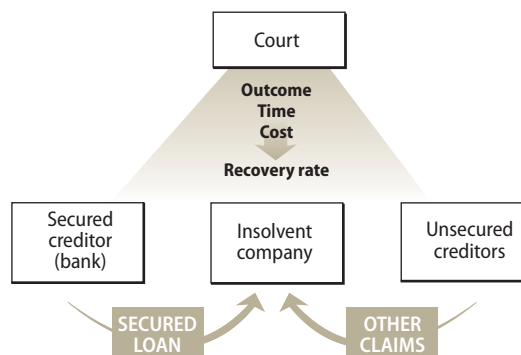 Court
Outcome
Time
Cost
Recovery rate
Secured
creditor
(bank)
Insolvent
company
Unsecured
creditors
SECURED
LOAN
OTHER
CLAIMS